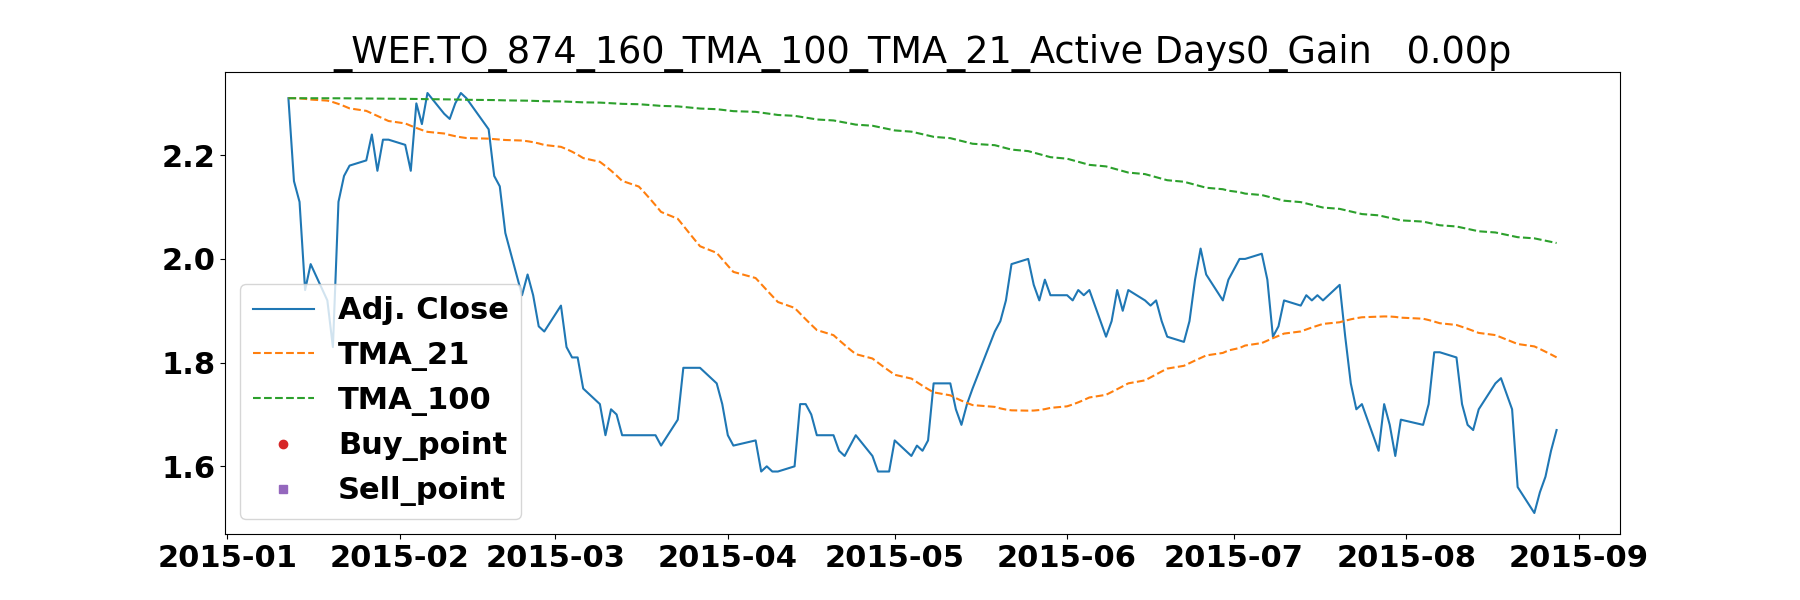 _WEF.TO_874_160_TMA_100_TMA_21_Active Days0_Gain   0.00p
2.2
2.0
1.8
1.6
Adj. Close
TMA_21
TMA_100
Buy_point
Sell_point
2015-01 2015-02 2015-03 2015-04 2015-05 2015-06 2015-07 2015-08 2015-09